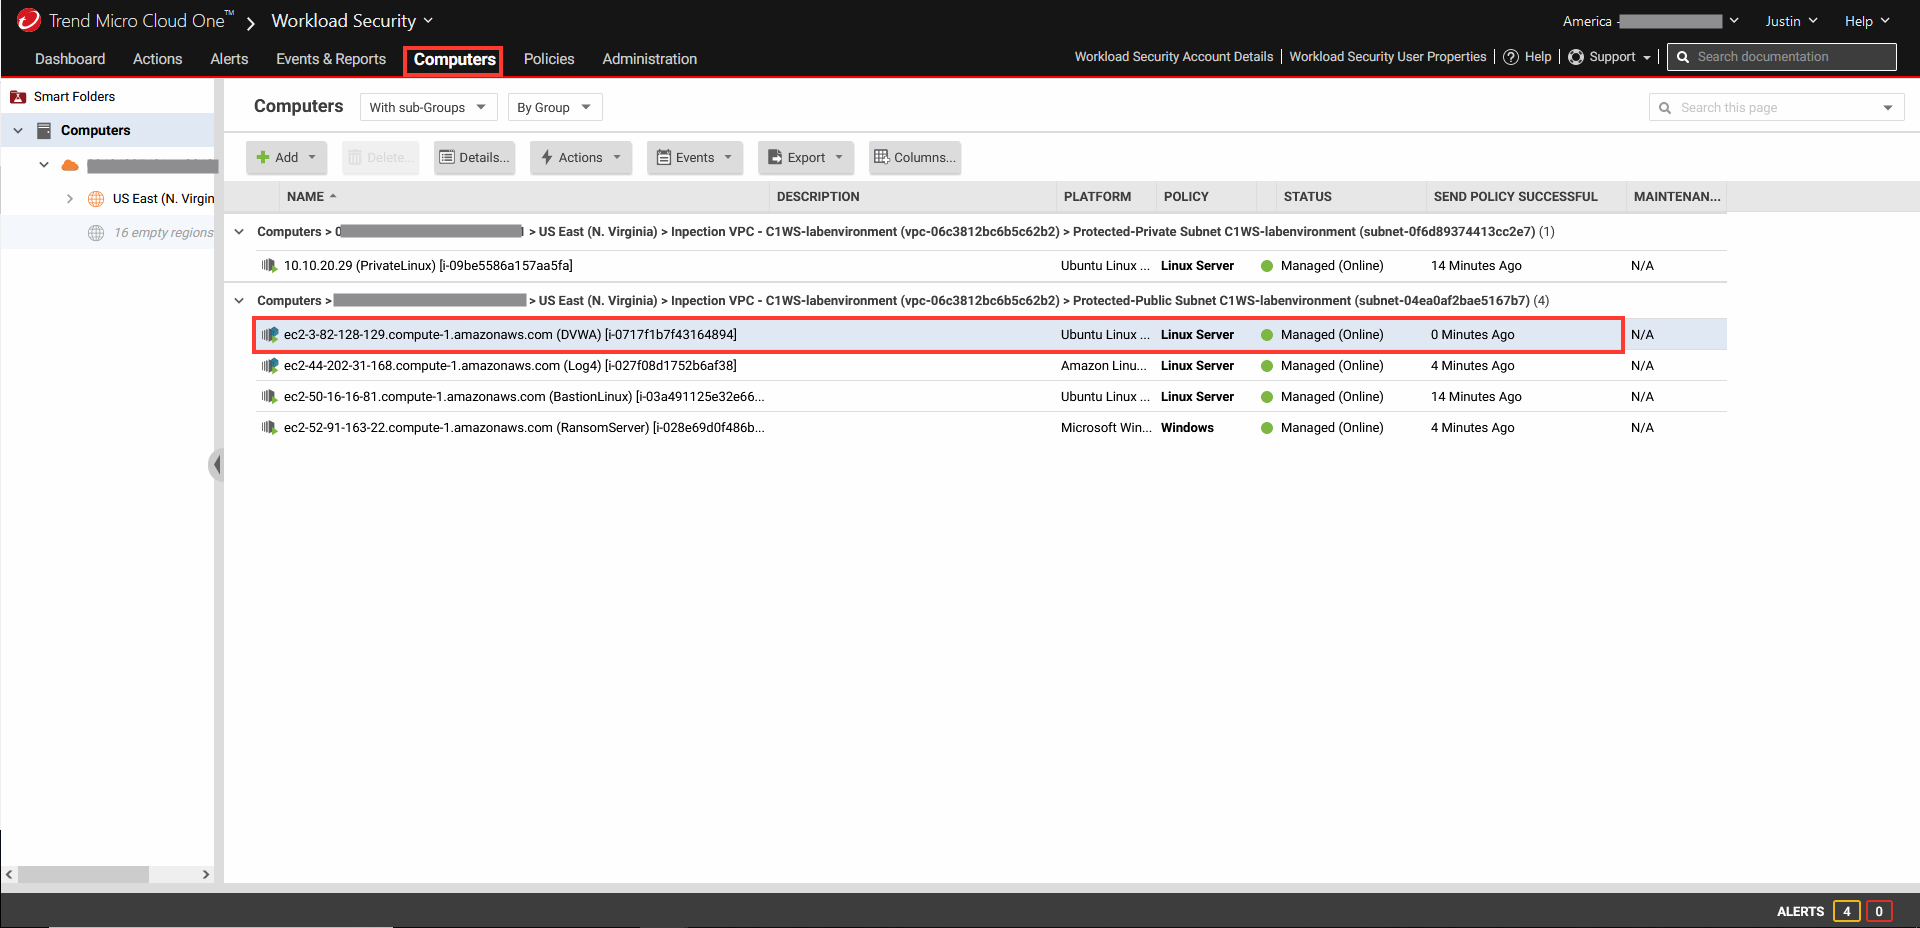 Trend Micro Cloud One™ > Workload Security
America - Justin Help
Dashboard Actions Alerts Events & Reports Computers Policies Administration
Workload Security Account Details Workload Security User Properties Help Support Search documentation
Smart Folders
Computers
US East (N. Virgin
16 empty regions
Computers With sub-Groups By Group Search this page
Add Delete... Details... Actions Events Export Columns...
NAME DESCRIPTION PLATFORM POLICY STATUS SEND POLICY SUCCESSFUL MAINTENAN...
Computers > 0 1 > US East (N. Virginia) > Inpection VPC - C1WS-labenvironment (vpc-06c3812bc6b5c62b2) > Protected-Private Subnet C1WS-labenvironment (subnet-0f6d89374413cc2e7) (1)
10.10.20.29 (PrivateLinux) [i-09be5586a157aa5fa] Ubuntu Linux ... Linux Server Managed (Online) 14 Minutes Ago N/A
Computers > > US East (N. Virginia) > Inpection VPC - C1WS-labenvironment (vpc-06c3812bc6b5c62b2) > Protected-Public Subnet C1WS-labenvironment (subnet-04ea0af2bae5167b7) (4)
ec2-3-82-128-129.compute-1.amazonaws.com (DVWA) [i-0717f1b7f43164894] Ubuntu Linux ... Linux Server Managed (Online) 0 Minutes Ago N/A
ec2-44-202-31-168.compute-1.amazonaws.com (Log4) [i-027f08d1752b6af38] Amazon Linu... Linux Server Managed (Online) 4 Minutes Ago N/A
ec2-50-16-16-81.compute-1.amazonaws.com (BastionLinux) [i-03a491125e32e66... Ubuntu Linux ... Linux Server Managed (Online) 14 Minutes Ago N/A
ec2-52-91-163-22.compute-1.amazonaws.com (RansomServer) [i-028e69d0f486b... Microsoft Win... Windows Managed (Online) 4 Minutes Ago N/A
ALERTS 4 0